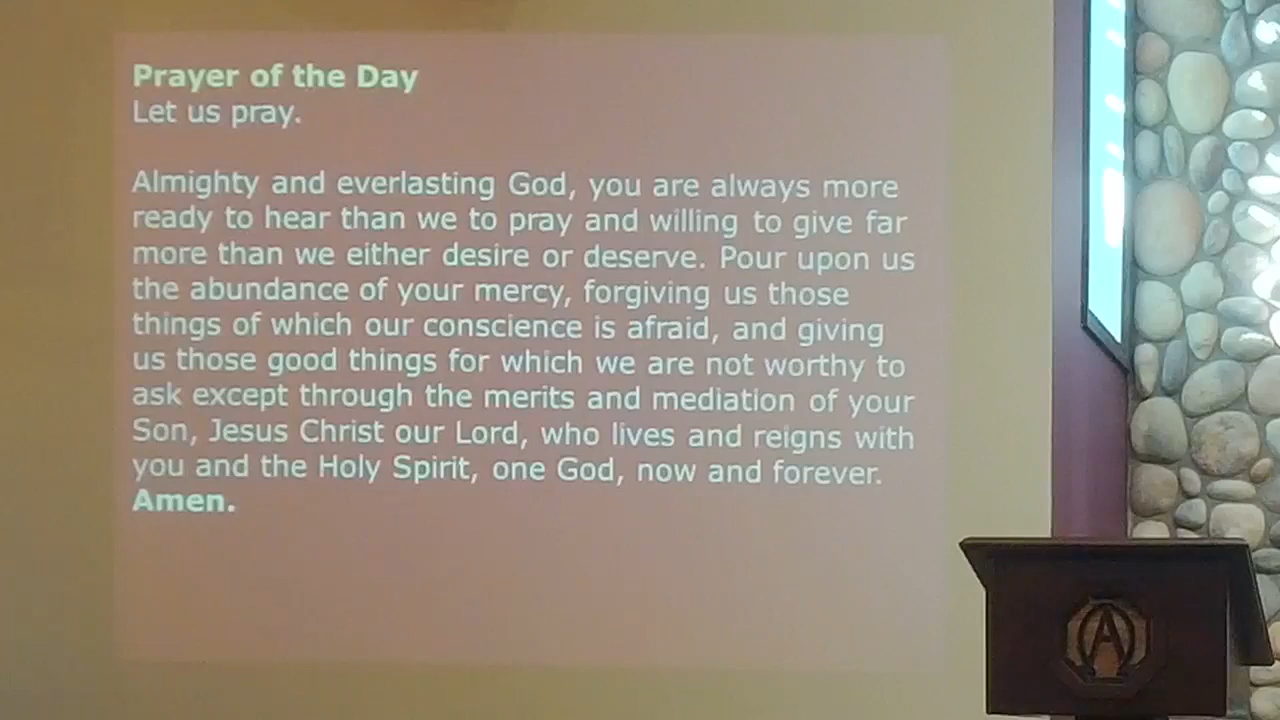 Prayer of the Day
Let us pray.
Almighty and everlasting God, you are always more
ready to hear than we to pray and willing to give far
more than we either desire or deserve. Pour upon us
the abundance of your mercy, forgiving us those
things of which our conscience is afraid, and giving
us those good things for which we are not worthy to
ask except through the merits and mediation of your
Son, Jesus Christ our Lord, who lives and reigns with
you and the Holy Spirit, one God, now and forever.
Amen.
ΑΩ